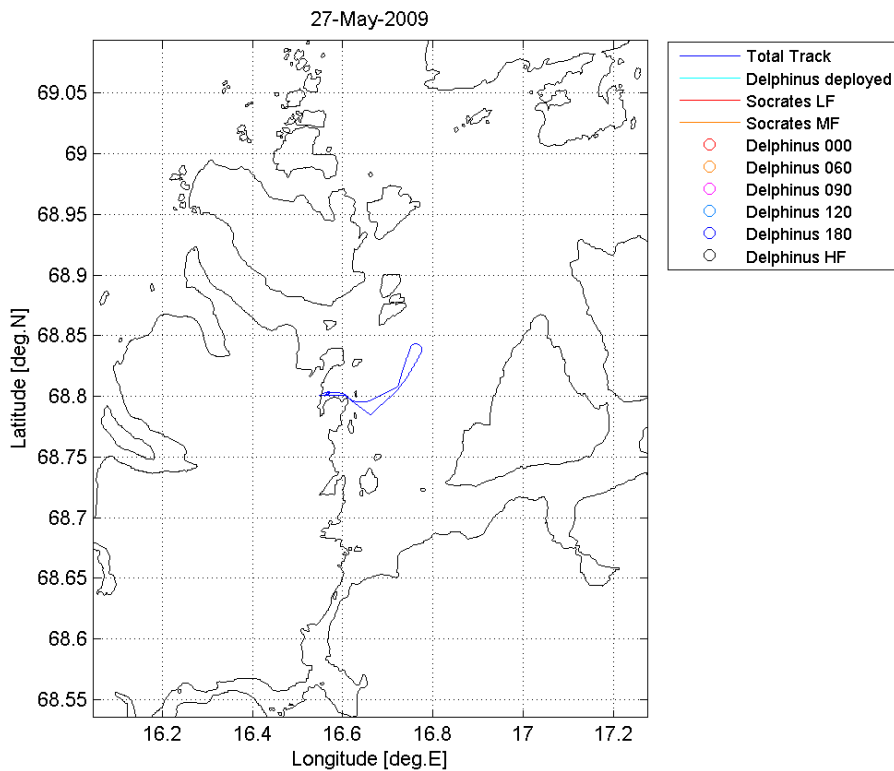 27-May-2009
Total Track
Delphinus deployed
Socrates LF
Socrates MF
Delphinus 000
Delphinus 060
Delphinus 090
Delphinus 120
Delphinus 180
Delphinus HF
Latitude [deg.N]
69.05
69
68.95
68.9
68.85
68.8
68.75
68.7
68.65
68.6
68.55
16.2
16.4
16.6
16.8
17
17.2
Longitude [deg.E]